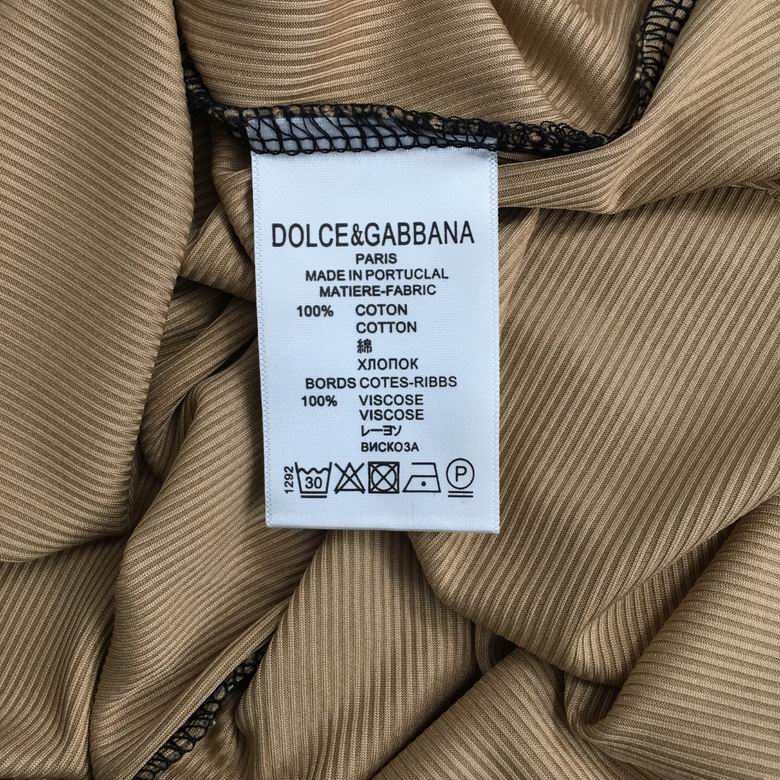 DOLCE&GABBANA
PARIS
MADE IN PORTUCLAL
MATIERE-FABRIC
100% COTON
COTTON
綿
ХЛОПОК
BORDS COTES-RIBBS
100% VISCOSE
VISCOSE
レーヨン
ВИСКОЗА
1292 30 P